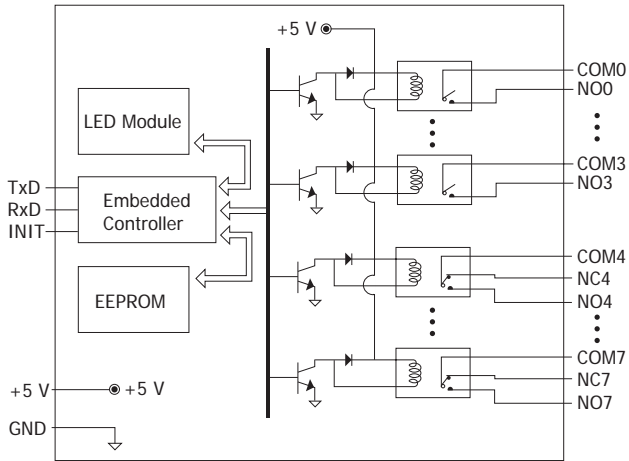 +5 V
COM0
NO0
LED Module
COM3
NO3
TxD
RxD
INIT
Embedded
Controller
COM4
NC4
NO4
EEPROM
COM7
NC7
NO7
+5 V
+5 V
GND